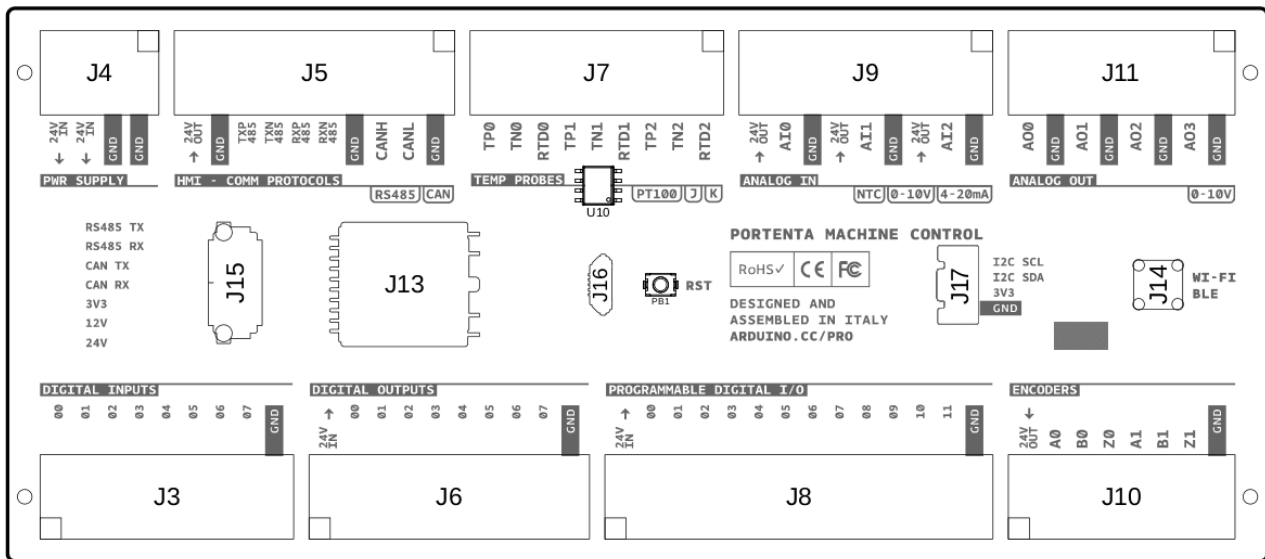 J4
J5
J7
J9
J11
24V IN
24V IN
GND
GND
24V OUT
GND
TXP 485
TXN 485
RXP 485
RXN 485
GND
CANH
CANL
GND
TP0
TN0
RTD0
TP1
TN1
RTD1
TP2
TN2
RTD2
24V OUT
AI0
GND
24V OUT
AI1
GND
24V OUT
AI2
GND
AO0
GND
AO1
GND
AO2
GND
AO3
GND
PWR SUPPLY
HMI - COMM PROTOCOLS
TEMP PROBES
ANALOG IN
ANALOG OUT
RS485 CAN
U10
PT100 J K
NTC 0-10V 4-20mA
0-10V
RS485 TX
RS485 RX
CAN TX
CAN RX
3V3
12V
24V
J15
J13
J16
PB1
RST
PORTENTA MACHINE CONTROL
RoHS✓ CE FC
DESIGNED AND
ASSEMBLED IN ITALY
ARDUINO.CC/PRO
J17
I2C SCL
I2C SDA
3V3
GND
J14
WI-FI
BLE
DIGITAL INPUTS
DIGITAL OUTPUTS
PROGRAMMABLE DIGITAL I/O
ENCODERS
00
01
02
03
04
05
06
07
GND
24V IN
00
01
02
03
04
05
06
07
GND
24V IN
00
01
02
03
04
05
06
07
08
09
10
11
GND
24V OUT
A0
B0
Z0
A1
B1
Z1
GND
J3
J6
J8
J10